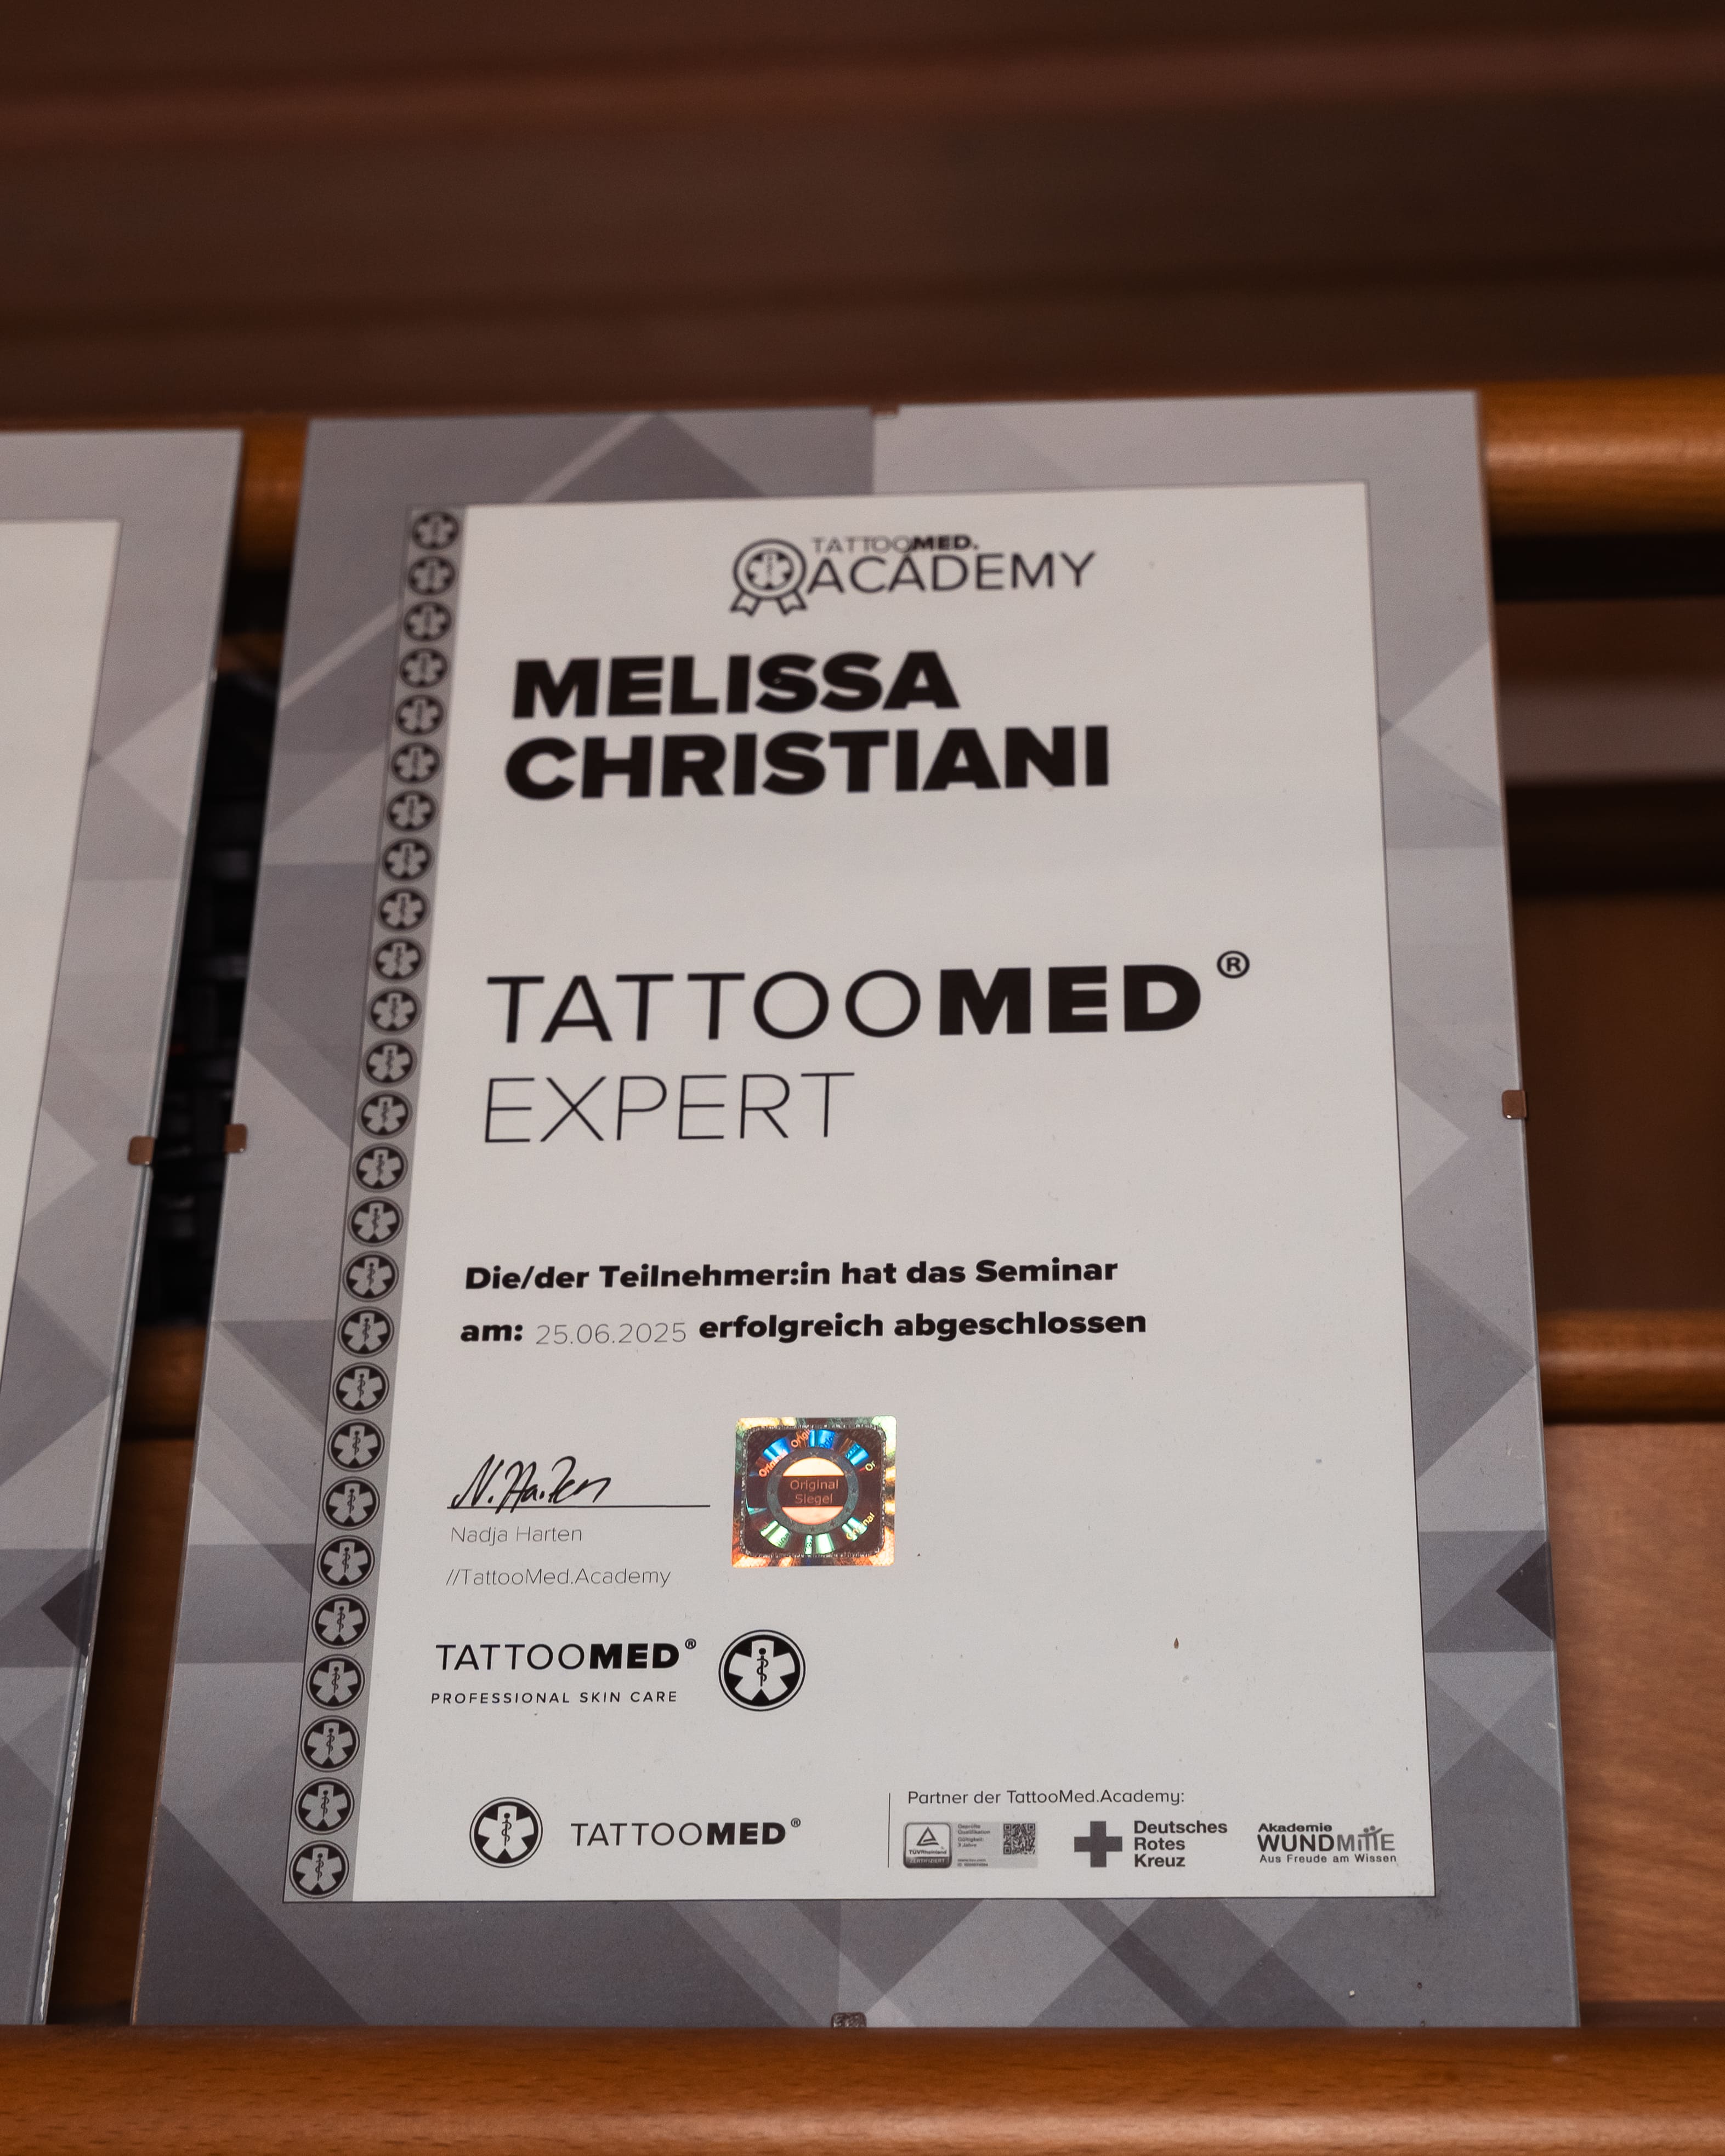 TATTOOMED.
ACADEMY
MELISSA
CHRISTIANI
TATTOOMED®
EXPERT
Die/der Teilnehmer:in hat das Seminar
am: 25.06.2025 erfolgreich abgeschlossen
Original
Siegel
N. Harten
Nadja Harten
//TattooMed.Academy
TATTOOMED®
PROFESSIONAL SKIN CARE
TATTOOMED®
Partner der TattooMed.Academy:
TÜVRheinland
Deutsches
Rotes
Kreuz
Akademie
WUNDMITTE
Aus Freude am Wissen